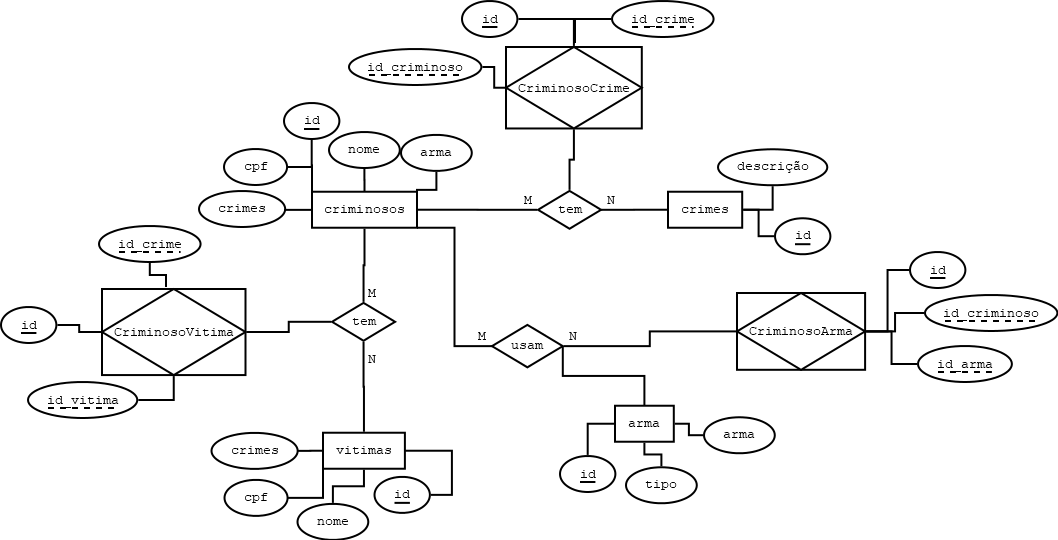 id
id_crime
id_criminoso
CriminosoCrime
id
nome
arma
cpf
descrição
crimes
criminosos
M
tem
N
crimes
id
id_crime
id
M
id_criminoso
id
CriminosoVitima
tem
M
usam
N
CriminosoArma
N
id_arma
id_vitima
arma
arma
crimes
vitimas
id
tipo
cpf
id
nome